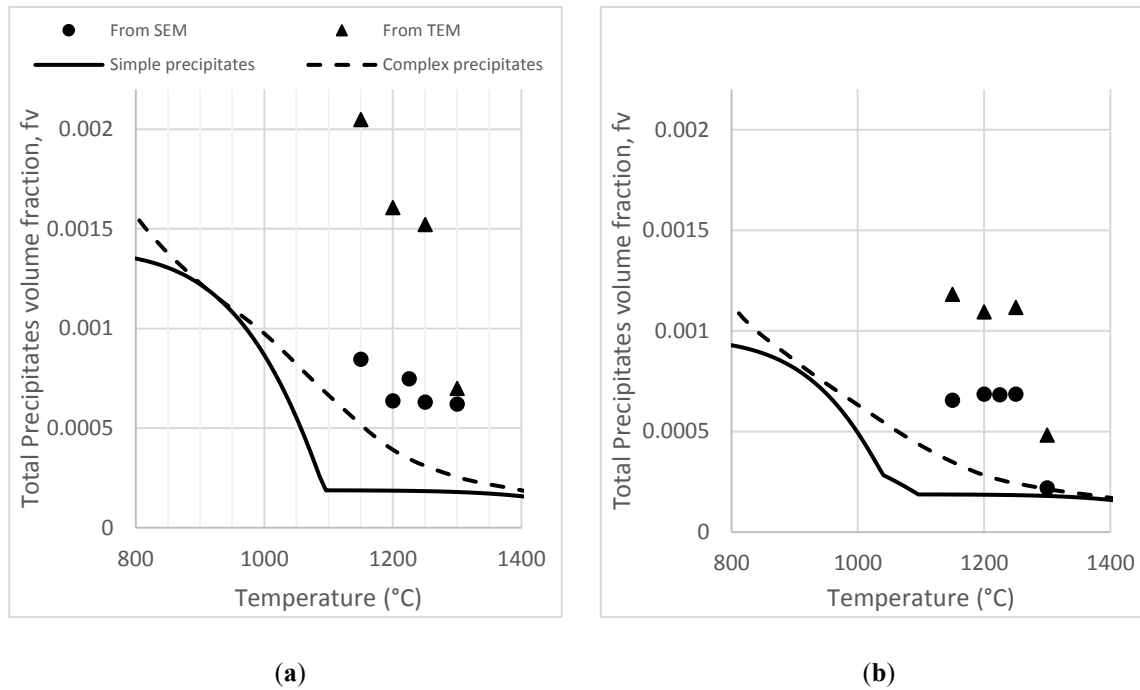 From SEM
From TEM
Simple precipitates
Complex precipitates
Total Precipitates volume fraction, fv
0.002
0.0015
0.001
0.0005
0
800
1000
1200
1400
Temperature (°C)
(a)
Total Precipitates volume fraction, fv
0.002
0.0015
0.001
0.0005
0
800
1000
1200
1400
Temperature (°C)
(b)